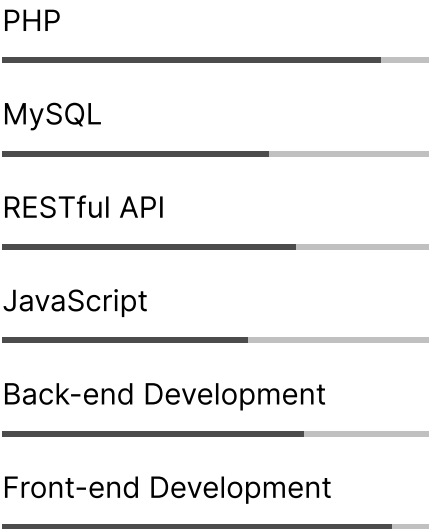 PHP
MySQL
RESTful API
JavaScript
Back-end Development
Front-end Development